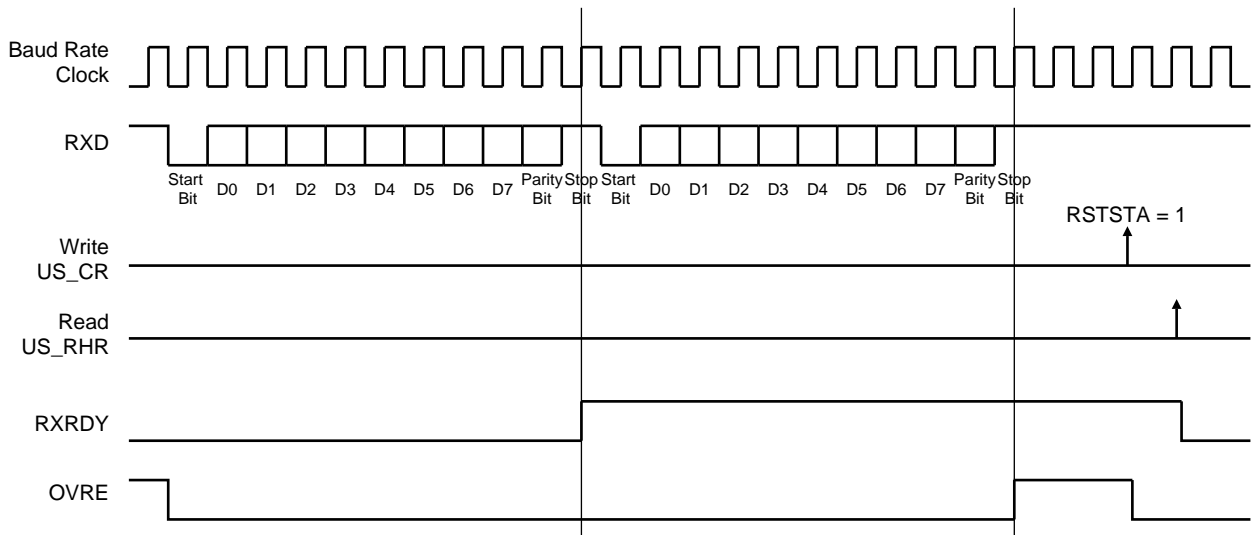 Baud Rate
Clock
RXD
Start
Bit
D0
D1
D2
D3
D4
D5
D6
D7
Parity
Bit
Stop
Bit
Start
Bit
D0
D1
D2
D3
D4
D5
D6
D7
Parity
Bit
Stop
Bit
RSTSTA = 1
Write
US_CR
Read
US_RHR
RXRDY
OVRE